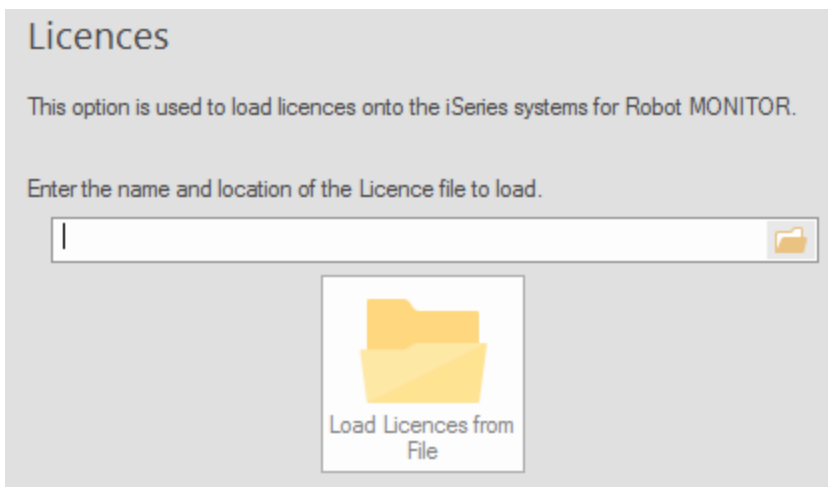 Licences
This option is used to load licences onto the iSeries systems for Robot MONITOR.
Enter the name and location of the Licence file to load.
Load Licences from
File